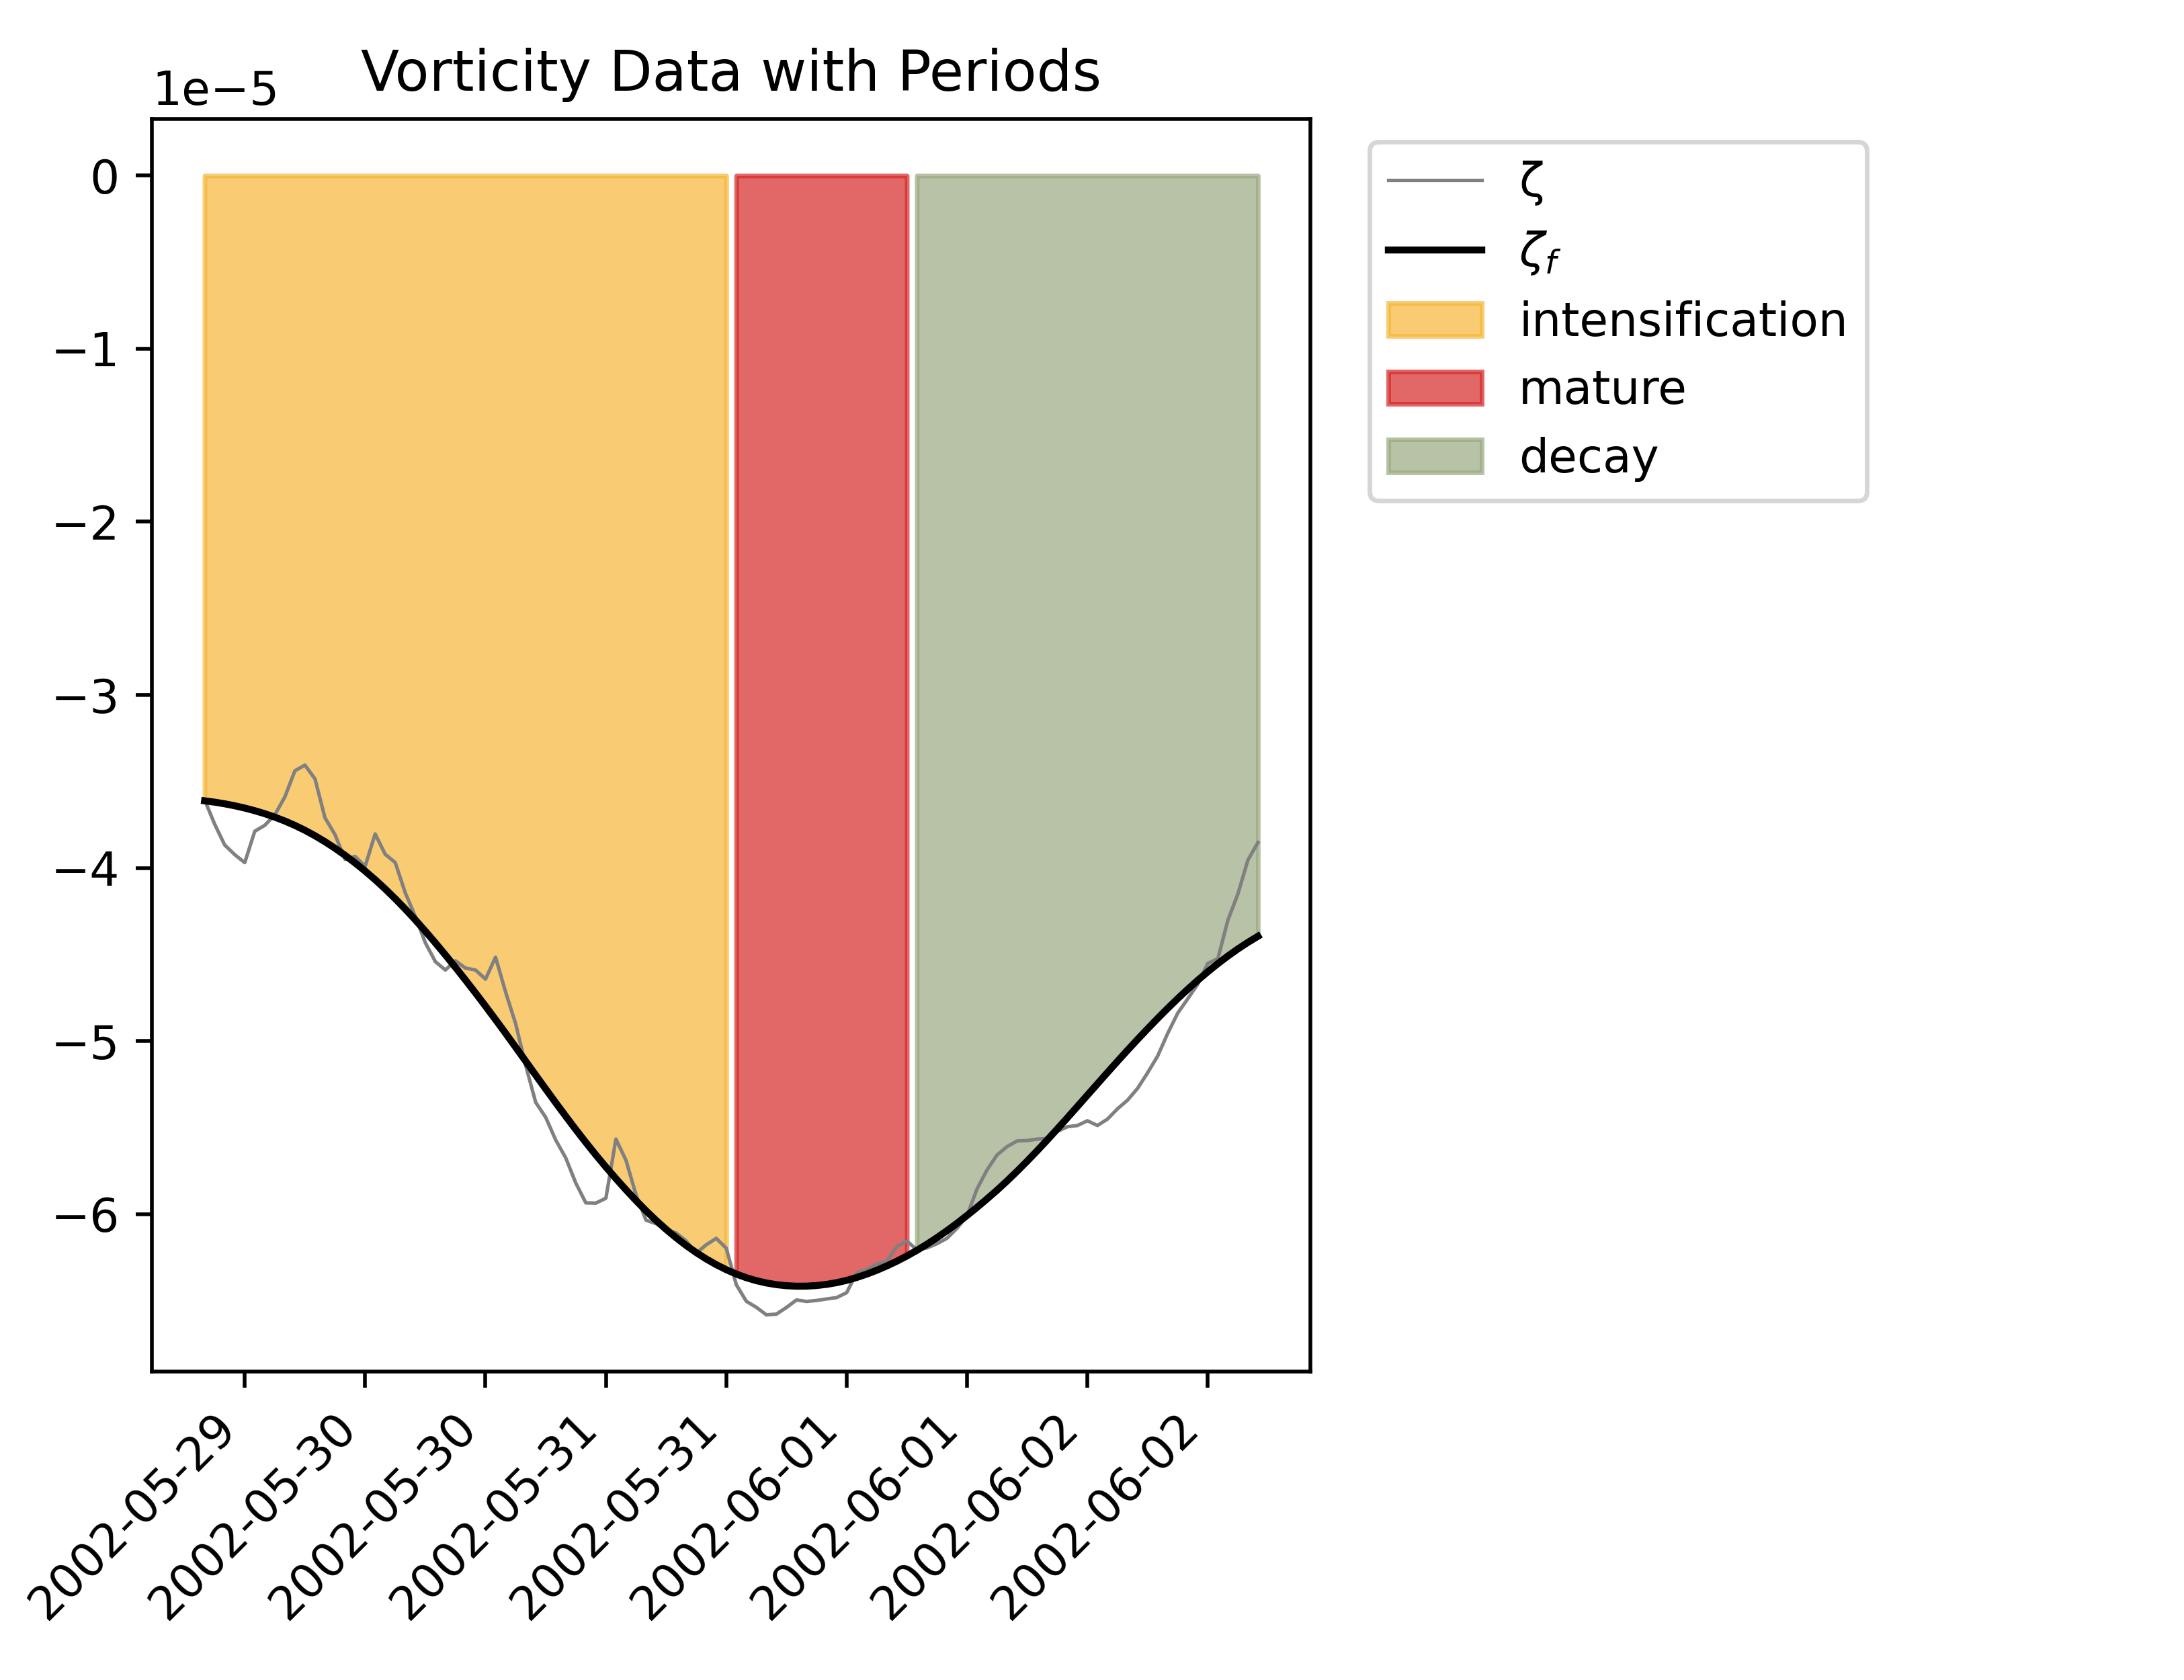 Vorticity Data with Periods
1e−5
0
−1
−2
−3
−4
−5
−6
2002-05-29
2002-05-30
2002-05-30
2002-05-31
2002-05-31
2002-06-01
2002-06-01
2002-06-02
2002-06-02
ζ
ζf
intensification
mature
decay